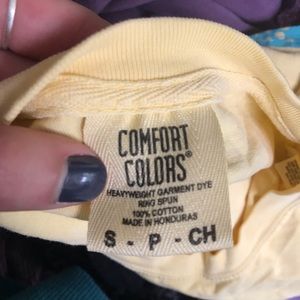 COMFORT
COLORS®
HEAVYWEIGHT GARMENT DYE
RING SPUN
100% COTTON
MADE IN HONDURAS
S - P - CH